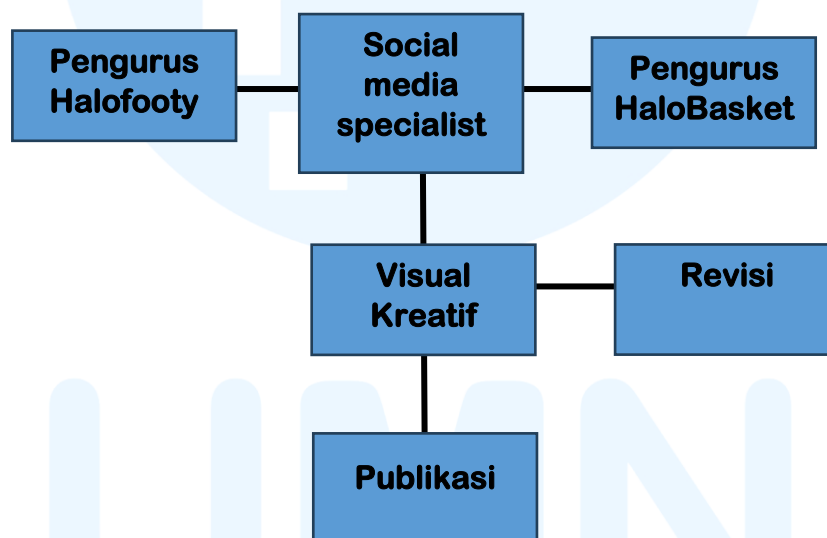 Pengurus
Halofooty
Social
media
specialist
Pengurus
HaloBasket
Visual
Kreatif
Revisi
Publikasi